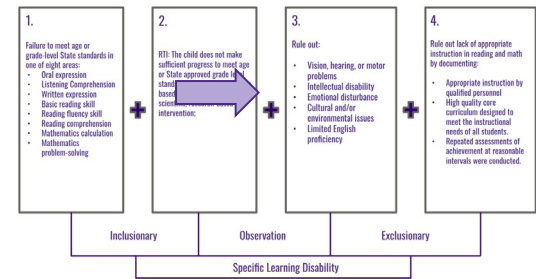 1.
Failure to meet age or
grade-level State standards in
one of eight areas:
• Oral expression
• Listening Comprehension
• Written expression
• Basic reading skill
• Reading fluency skill
• Reading comprehension
• Mathematics calculation
• Mathematics
problem-solving
2.
RTI: The child does not make
sufficient progress to meet age
or State approved grade level
stand
based
scien
intervention:
3.
Rule out:
• Vision, hearing, or motor
problems
• Intellectual disability
• Emotional disturbance
• Cultural and/or
environmental issues
• Limited English
proficiency
4.
Rule out lack of appropriate
instruction in reading and math
by documenting:
• Appropriate instruction by
qualified personnel
• High quality core
curriculum designed to
meet the instructional
needs of all students.
• Repeated assessments of
achievement at reasonable
intervals were conducted.
Inclusionary
Observation
Exclusionary
Specific Learning Disability